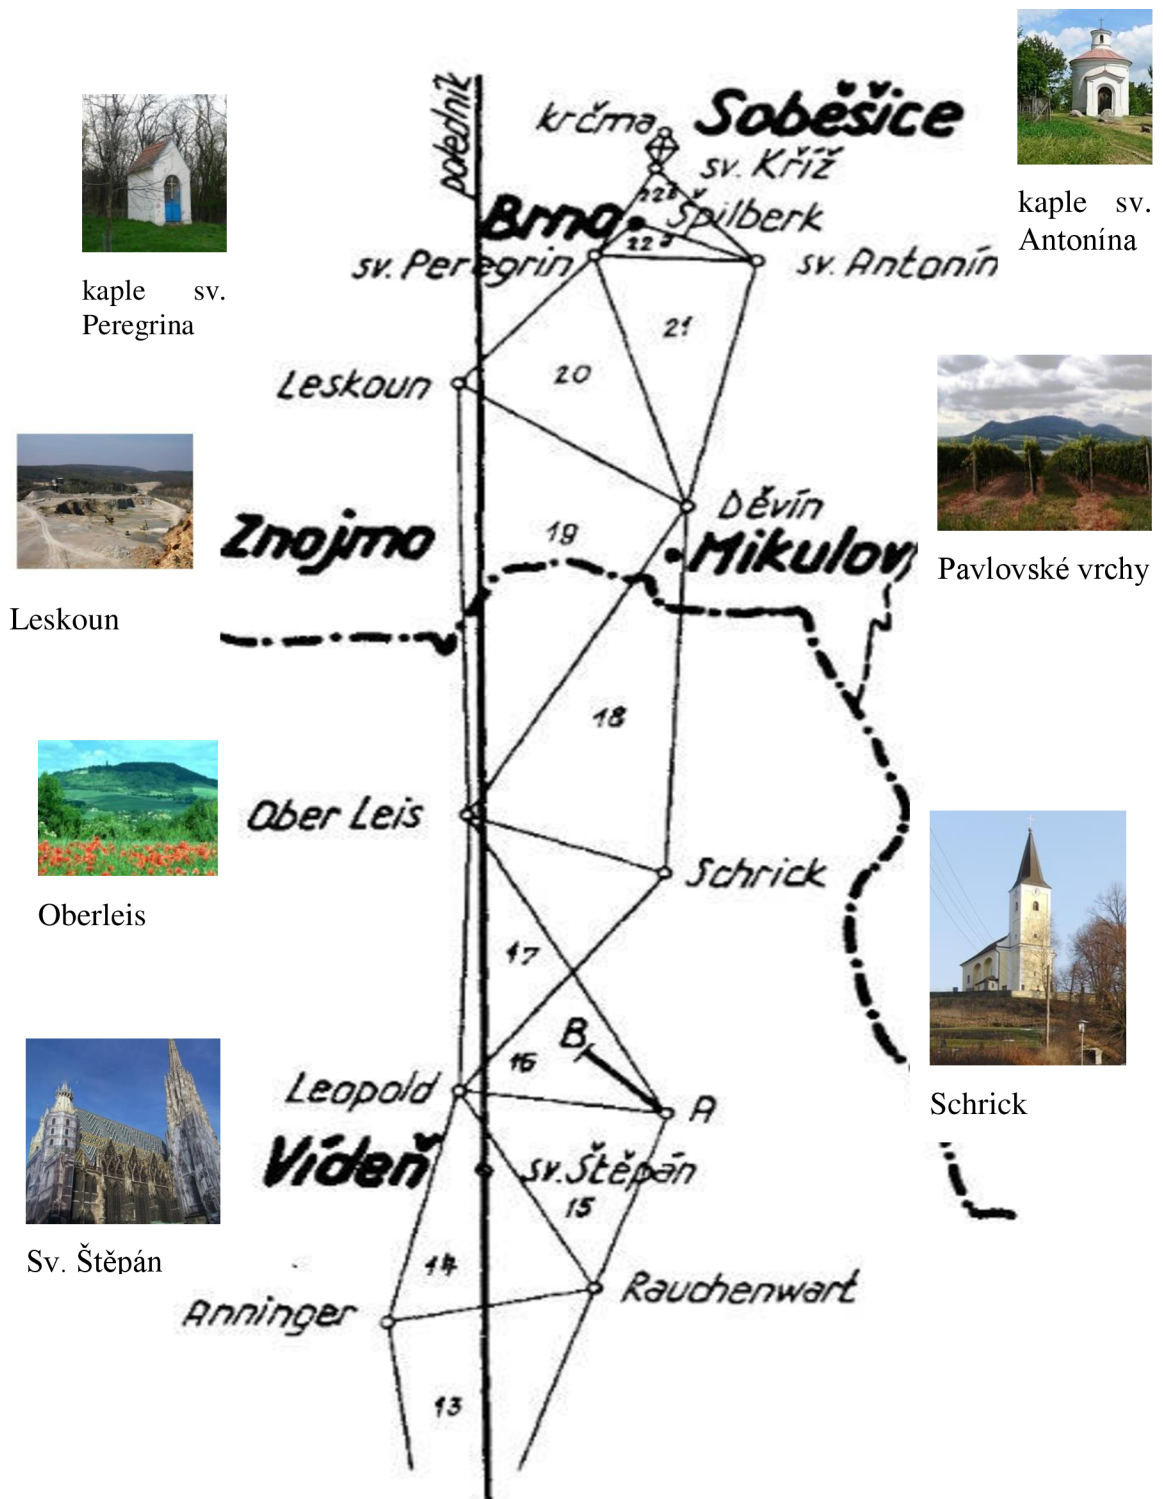 poledník
krčma
Soběšice
sv. Kříž
22b
Brno
Špilberk
sv. Peregrin
sv. Antonín
kaple sv.
Antonína
kaple sv.
Peregrina
21
20
Leskoun
Děvín
Znojmo
19
Mikulov
Pavlovské vrchy
Leskoun
18
Ober Leis
Schrick
Oberleis
17
B
16
Leopold
A
Schrick
Vídeň
sv. Štěpán
15
Sv. Štěpán
14
Rauchenwart
Anninger
13